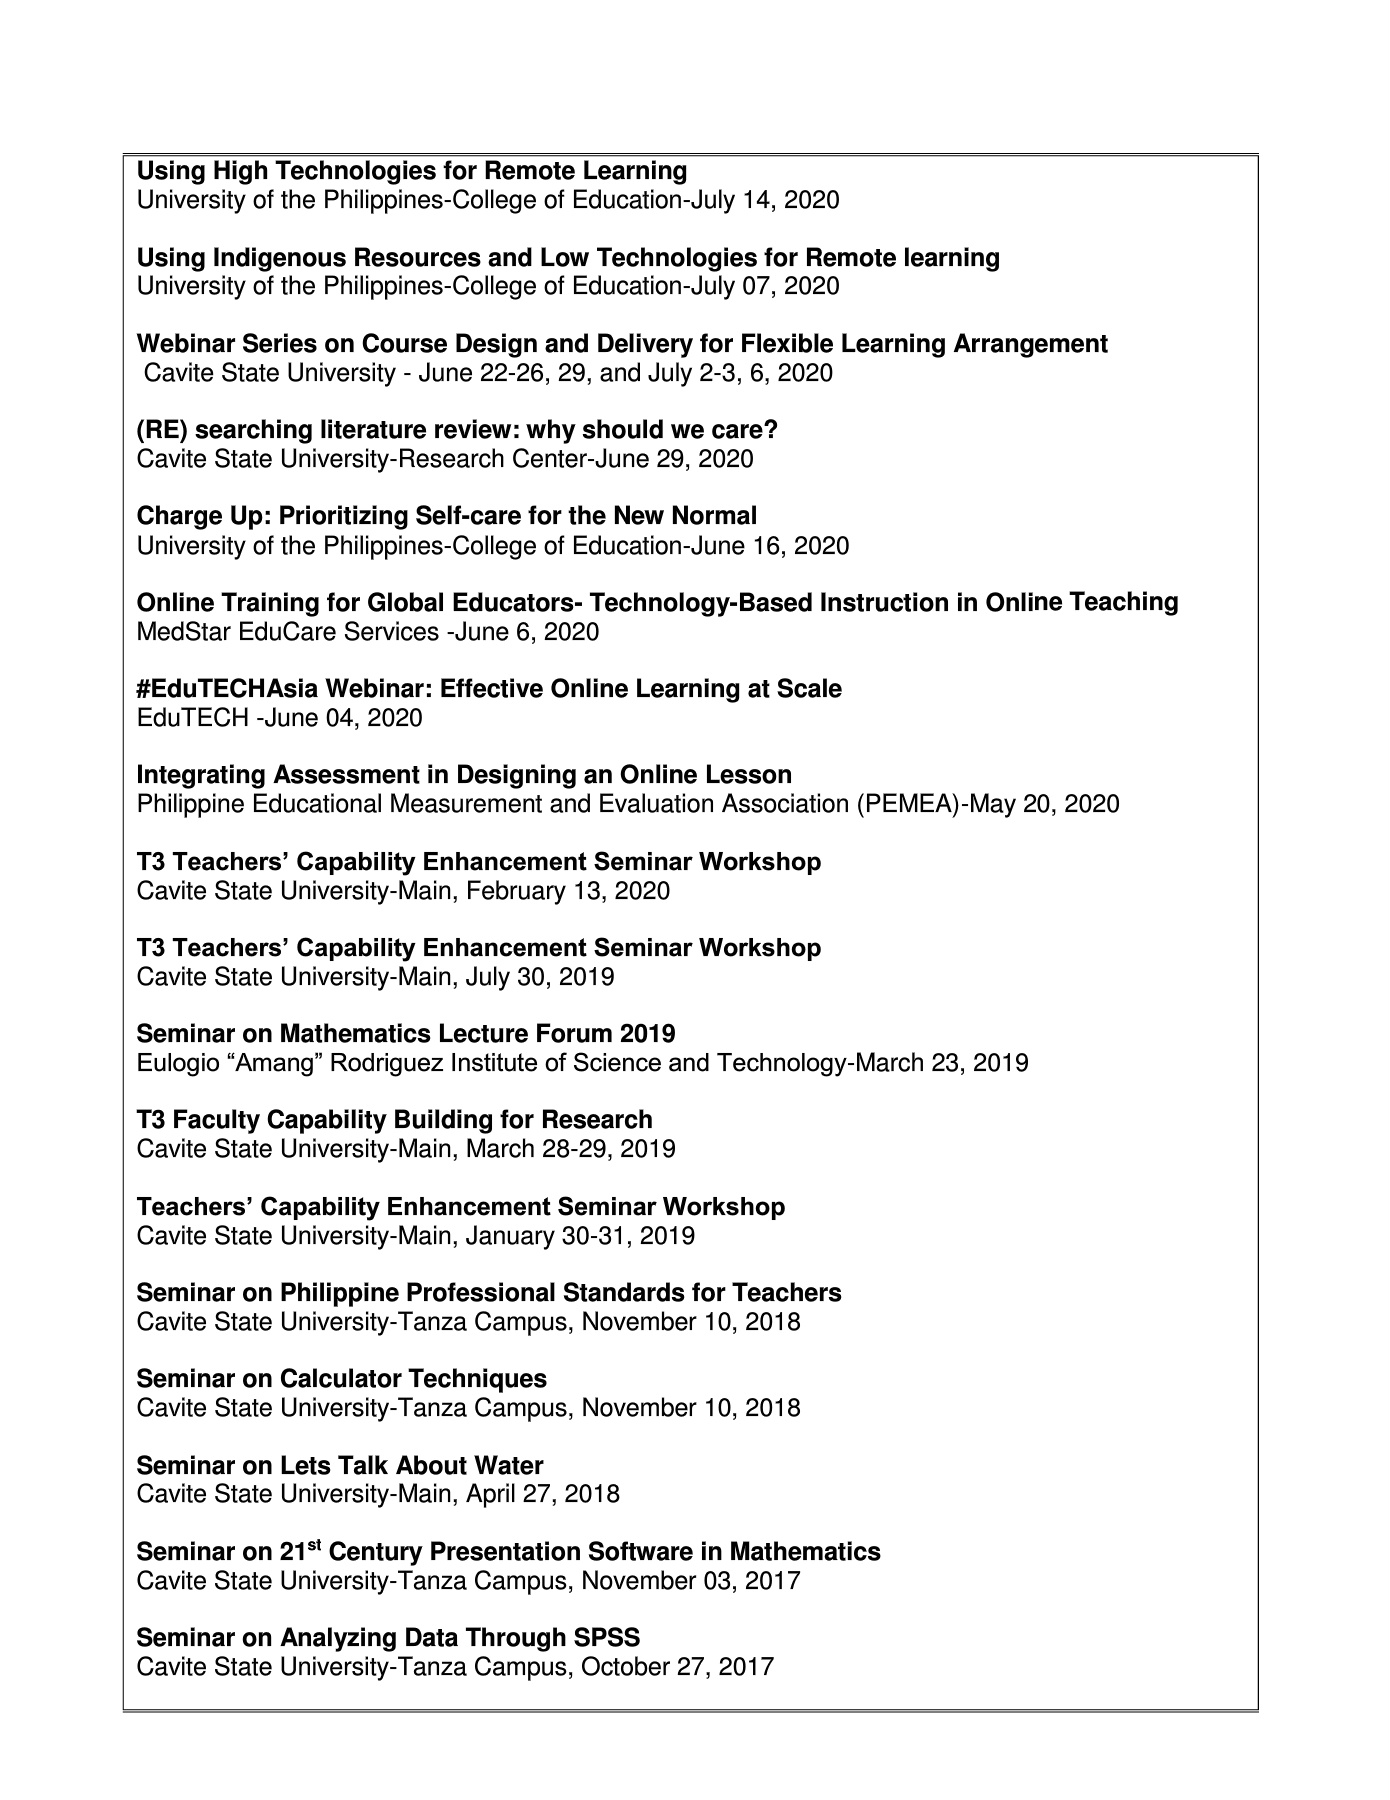 Using High Technologies for Remote Learning
University of the Philippines-College of Education-July 14, 2020
Using Indigenous Resources and Low Technologies for Remote learning
University of the Philippines-College of Education-July 07, 2020
Webinar Series on Course Design and Delivery for Flexible Learning Arrangement
Cavite State University - June 22-26, 29, and July 2-3, 6, 2020
(RE) searching literature review: why should we care?
Cavite State University-Research Center-June 29, 2020
Charge Up: Prioritizing Self-care for the New Normal
University of the Philippines-College of Education-June 16, 2020
Online Training for Global Educators- Technology-Based Instruction in Online Teaching
MedStar EduCare Services -June 6, 2020
#EduTECHAsia Webinar: Effective Online Learning at Scale
EduTECH -June 04, 2020
Integrating Assessment in Designing an Online Lesson
Philippine Educational Measurement and Evaluation Association (PEMEA)-May 20, 2020
T3 Teachers’ Capability Enhancement Seminar Workshop
Cavite State University-Main, February 13, 2020
T3 Teachers’ Capability Enhancement Seminar Workshop
Cavite State University-Main, July 30, 2019
Seminar on Mathematics Lecture Forum 2019
Eulogio “Amang” Rodriguez Institute of Science and Technology-March 23, 2019
T3 Faculty Capability Building for Research
Cavite State University-Main, March 28-29, 2019
Teachers’ Capability Enhancement Seminar Workshop
Cavite State University-Main, January 30-31, 2019
Seminar on Philippine Professional Standards for Teachers
Cavite State University-Tanza Campus, November 10, 2018
Seminar on Calculator Techniques
Cavite State University-Tanza Campus, November 10, 2018
Seminar on Lets Talk About Water
Cavite State University-Main, April 27, 2018
Seminar on 21st Century Presentation Software in Mathematics
Cavite State University-Tanza Campus, November 03, 2017
Seminar on Analyzing Data Through SPSS
Cavite State University-Tanza Campus, October 27, 2017